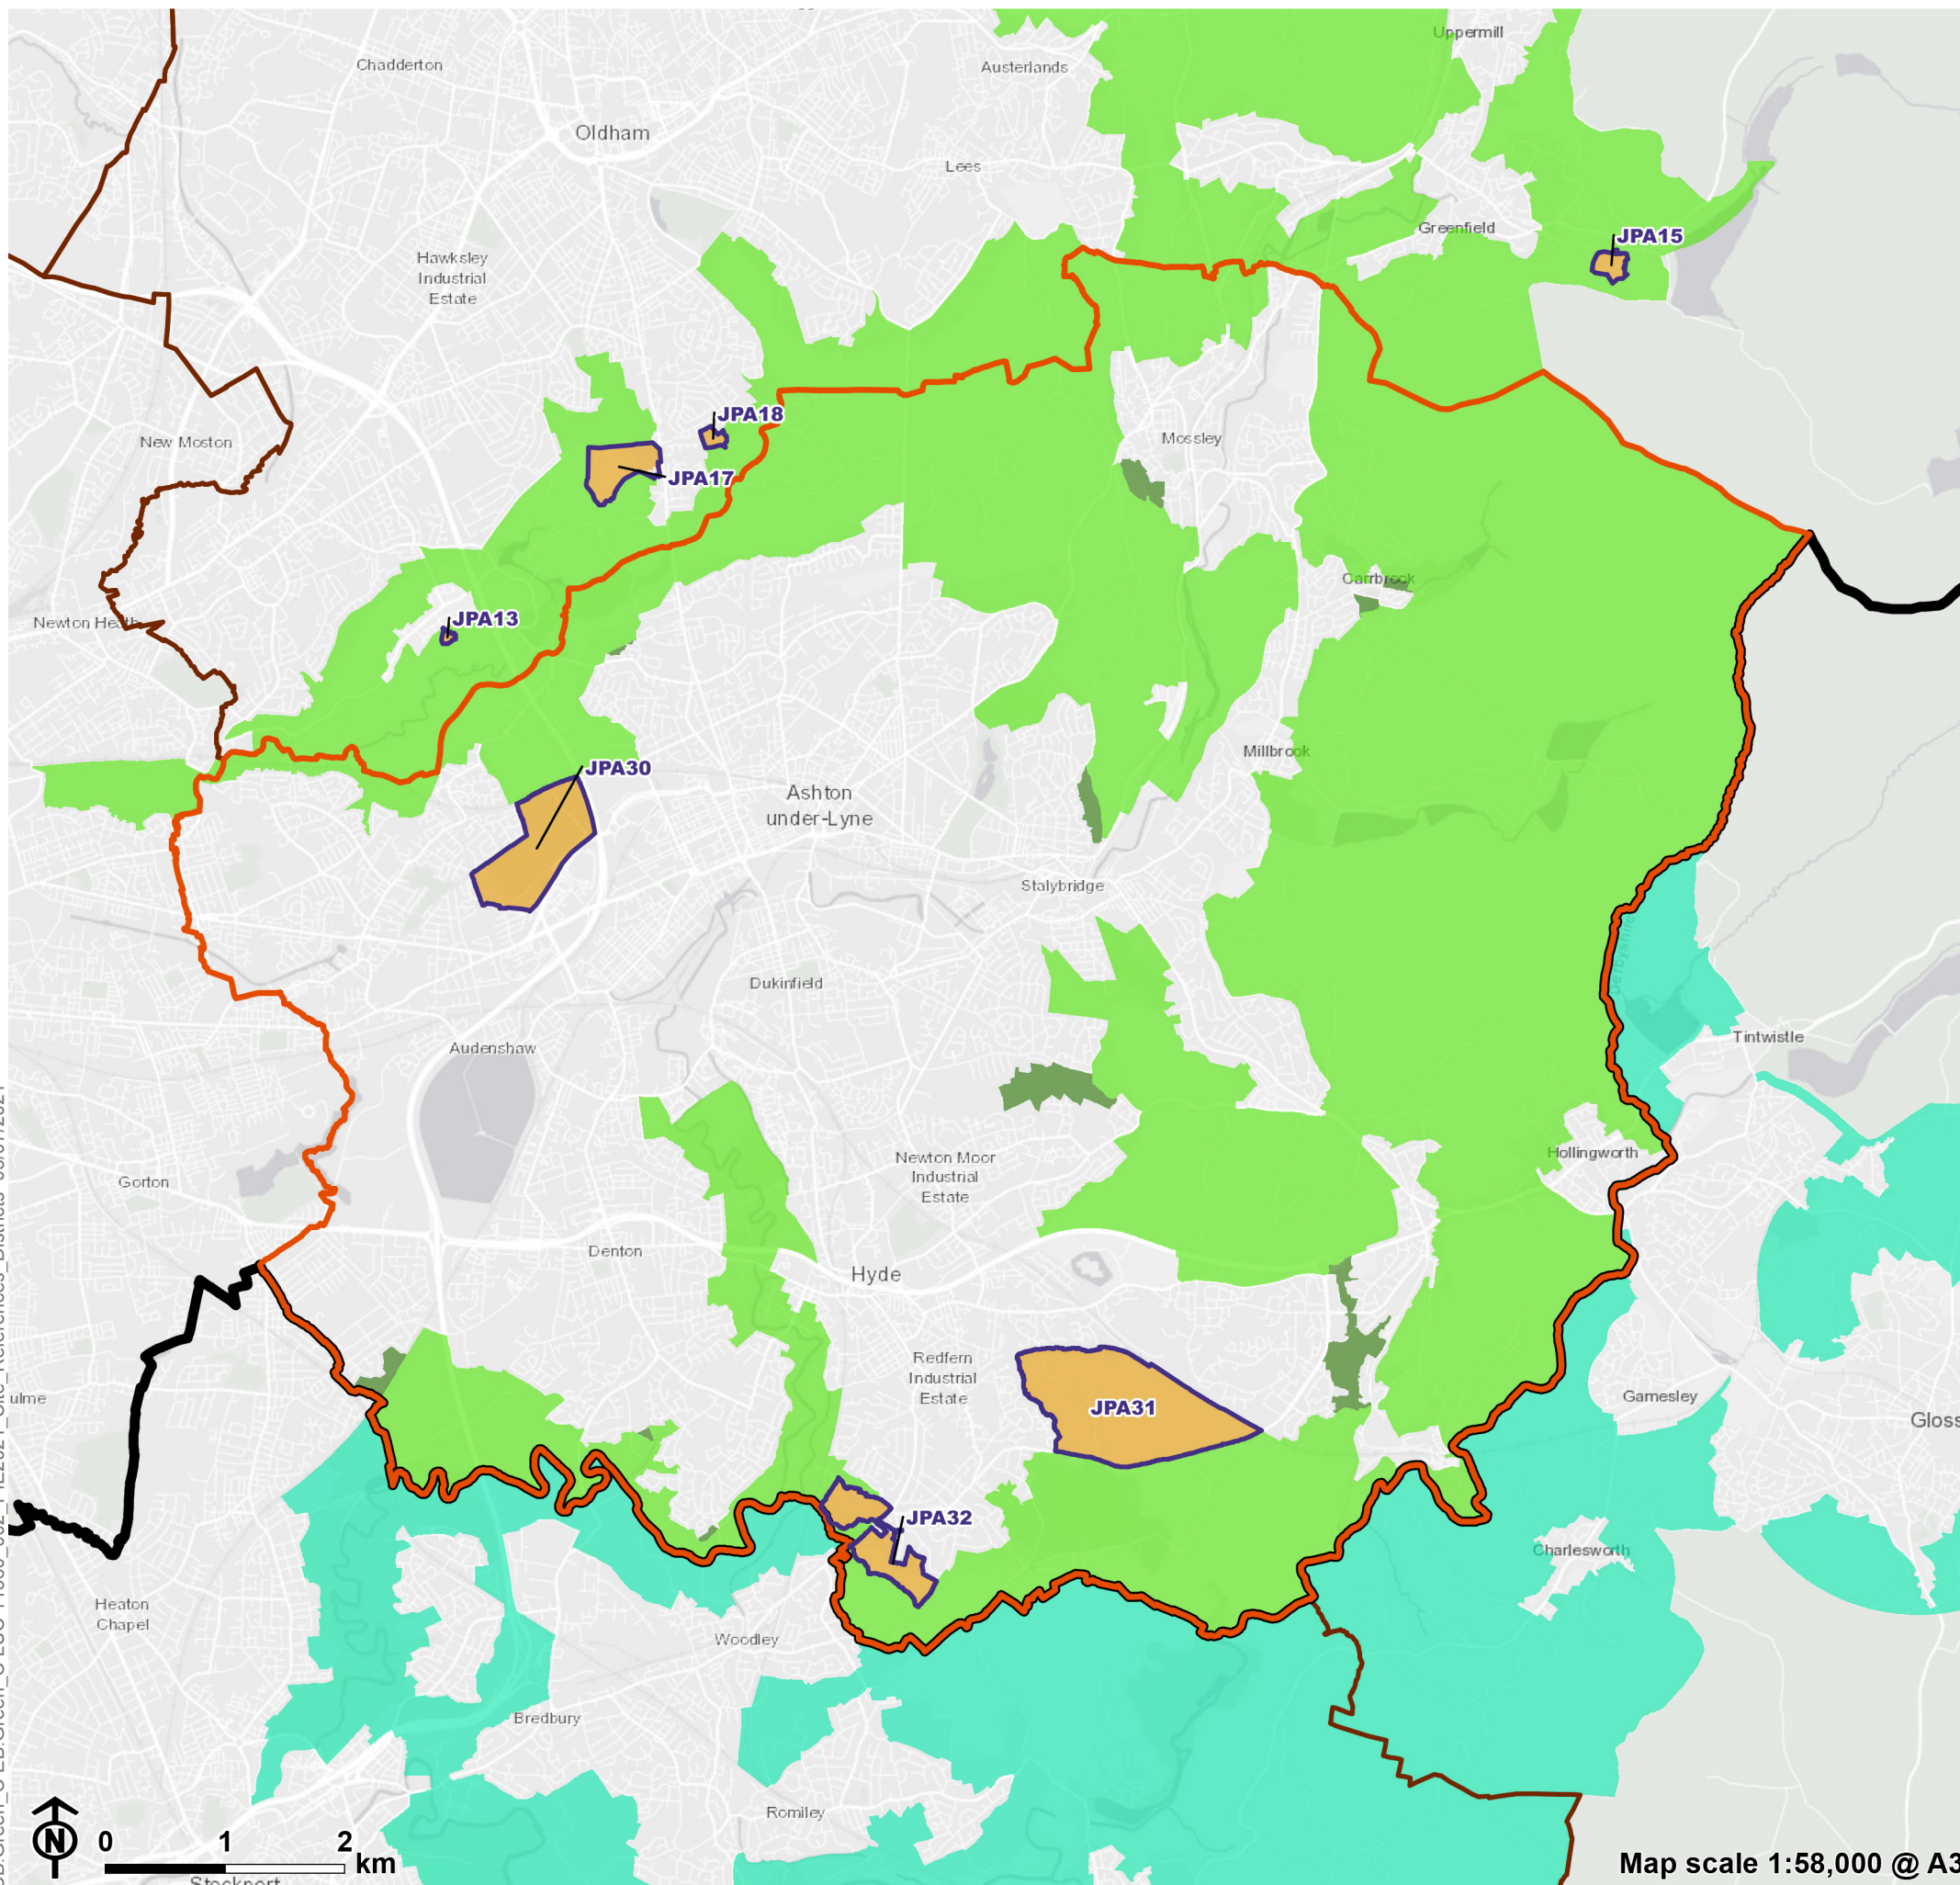 Uppermill
Chadderton
Austerlands
Oldham
Lees
Greenfield
JPA15
Hawksley
Industrial
Estate
JPA18
New Moston
Mossley
JPA17
Carrbrook
JPA13
Newton Heath
Millbrook
JPA30
Ashton
under-Lyne
Stalybridge
Derbyshire
Dukinfield
Tintwistle
Audenshaw
Hollingworth
Newton Moor
Industrial
Estate
Gorton
Denton
Hyde
Redfern
Industrial
Estate
ulme
Gamesley
JPA31
Gloss
JPA32
Charlesworth
Heaton
Chapel
Woodley
Bredbury
Romiley
N
0 1 2
km
Map scale 1:58,000 @ A3
Stockport